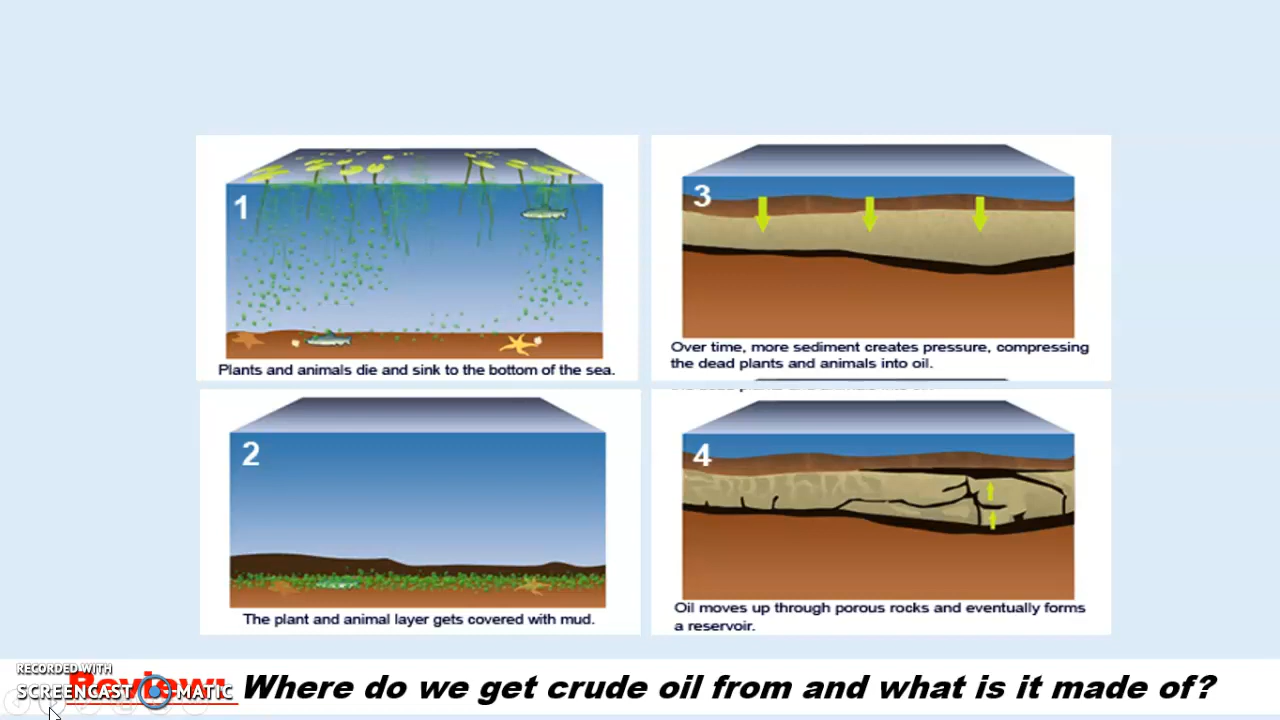 1
Plants and animals die and sink to the bottom of the sea.
2
The plant and animal layer gets covered with mud.
3
Over time, more sediment creates pressure, compressing
the dead plants and animals into oil.
4
Oil moves up through porous rocks and eventually forms
a reservoir.
RECORDED WITH
SCREENCAST MATIC
Review: Where do we get crude oil from and what is it made of?